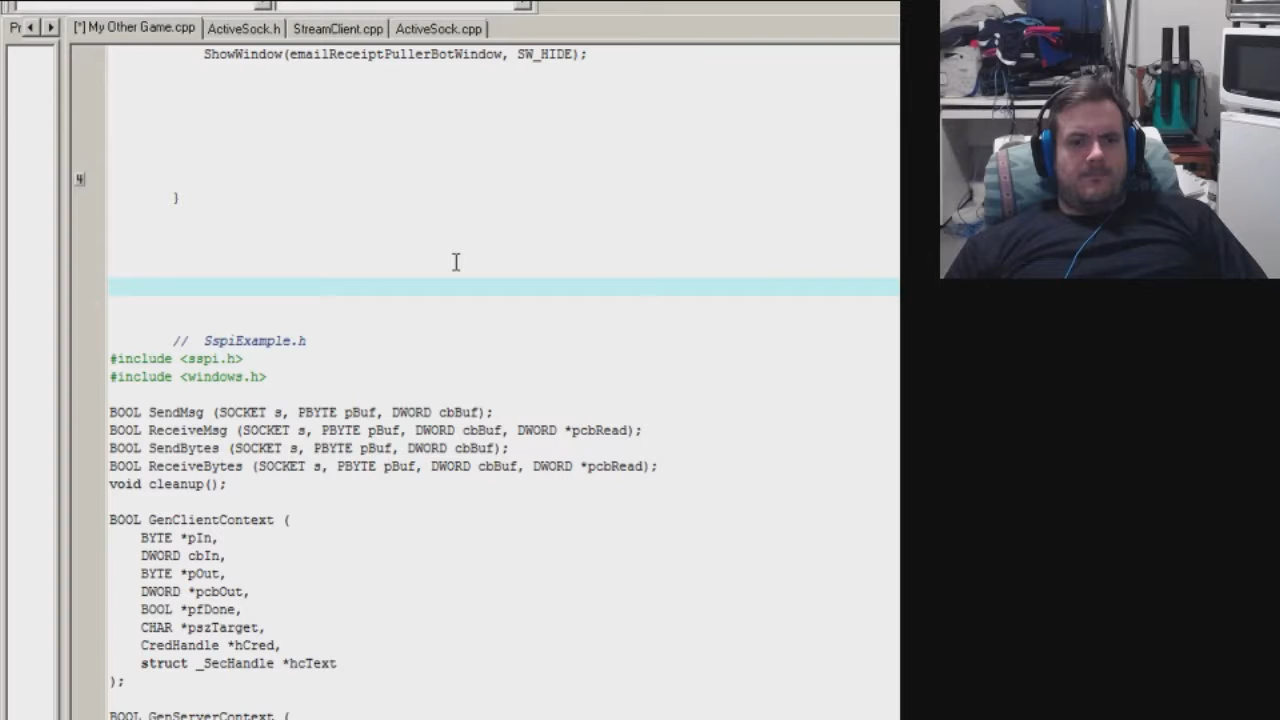 Pr
[*] My Other Game.cpp
ActiveSock.h
StreamClient.cpp
ActiveSock.cpp
ShowWindow(emailReceiptPullerBotWindow, SW_HIDE);
}
// SspiExample.h
#include <sspi.h>
#include <windows.h>
BOOL SendMsg (SOCKET s, PBYTE pBuf, DWORD cbBuf);
BOOL ReceiveMsg (SOCKET s, PBYTE pBuf, DWORD cbBuf, DWORD *pcbRead);
BOOL SendBytes (SOCKET s, PBYTE pBuf, DWORD cbBuf);
BOOL ReceiveBytes (SOCKET s, PBYTE pBuf, DWORD cbBuf, DWORD *pcbRead);
void cleanup();
BOOL GenClientContext (
BYTE *pIn,
DWORD cbIn,
BYTE *pOut,
DWORD *pcbOut,
BOOL *pfDone,
CHAR *pszTarget,
CredHandle *hCred,
struct _SecHandle *hcText
);
BOOL GenServerContext (